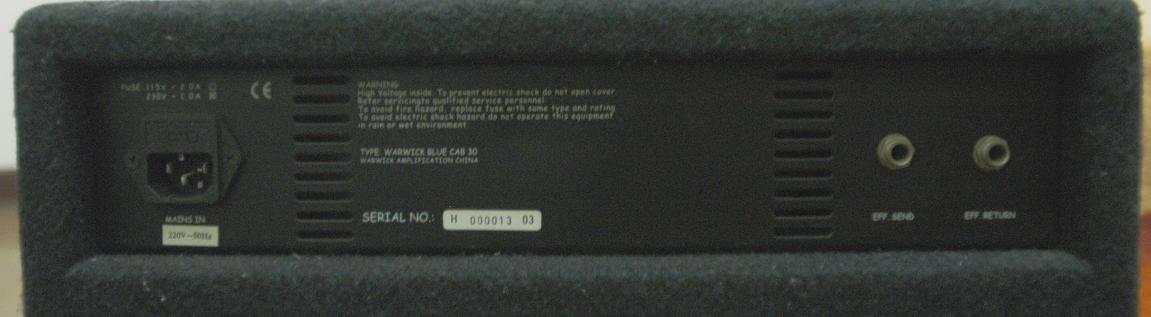 FUSE 115V - 2.0A
230V - 1.0A
CE
WARNING
High Voltage inside. To prevent electric shock do not open cover.
Refer servicingto qualified service personnel.
To avoid fire hazard, replace fuse with same type and rating
To avoid electric shock hazard.do not operate this equipment
in rain or wet environment.
TYPE: WARWICK BLUE CAB 30
WARWICK AMPLIFICATION CHINA
MAINS IN
220V~50Hz
SERIAL NO.: H 000013 03
EFF. SEND
EFF. RETURN